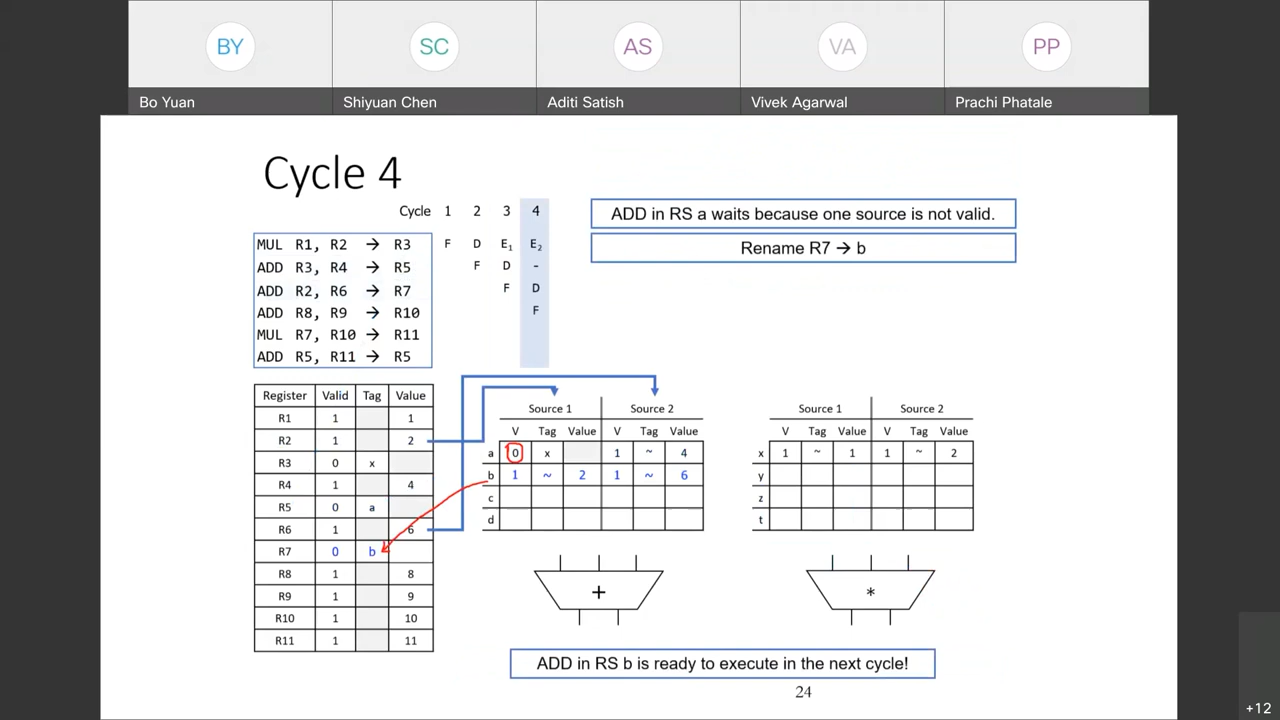 BY SC AS VA PP
Bo Yuan Shiyuan Chen Aditi Satish Vivek Agarwal Prachi Phatale
Cycle 4
Cycle 1 2 3 4
ADD in RS a waits because one source is not valid.
Rename R7 → b
MUL R1, R2 → R3 F D E₁ E₂
ADD R3, R4 → R5 F D -
ADD R2, R6 → R7 F D
ADD R8, R9 → R10 F
MUL R7, R10 → R11
ADD R5, R11 → R5
Register Valid Tag Value
R1 1 1
R2 1 2
R3 0 x
R4 1 4
R5 0 a
R6 1 6
R7 0 b
R8 1 8
R9 1 9
R10 1 10
R11 1 11
Source 1 Source 2
V Tag Value V Tag Value
a 0 x 1 ~ 4
b 1 ~ 2 1 ~ 6
c
d
+
Source 1 Source 2
V Tag Value V Tag Value
x 1 ~ 1 1 ~ 2
y
z
t
*
ADD in RS b is ready to execute in the next cycle!
24
+12